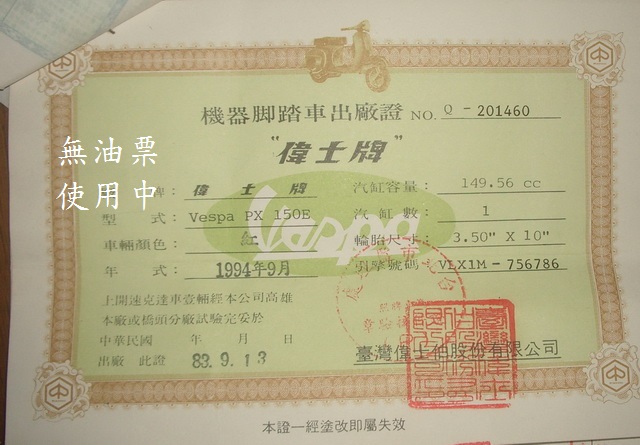 機器脚踏車出廠證 NO. Q-201460
"偉士牌"
無油票
使用中
牌: 偉士牌 汽缸容量: 149.56 cc
型式: Vespa PX 150E 汽缸數: 1
車輛顏色: 紅 輪胎尺寸: 3.50" X 10"
年式: 1994年9月 引擎號碼 VLX1M-756786
Vespa
上開速克達車壹輛經本公司高雄
本廠或橋頭分廠試驗完妥於
中華民國 年 月 日
出廠 此證 83.9.13
臺灣偉士伯股份有限公司
本證一經塗改即屬失效